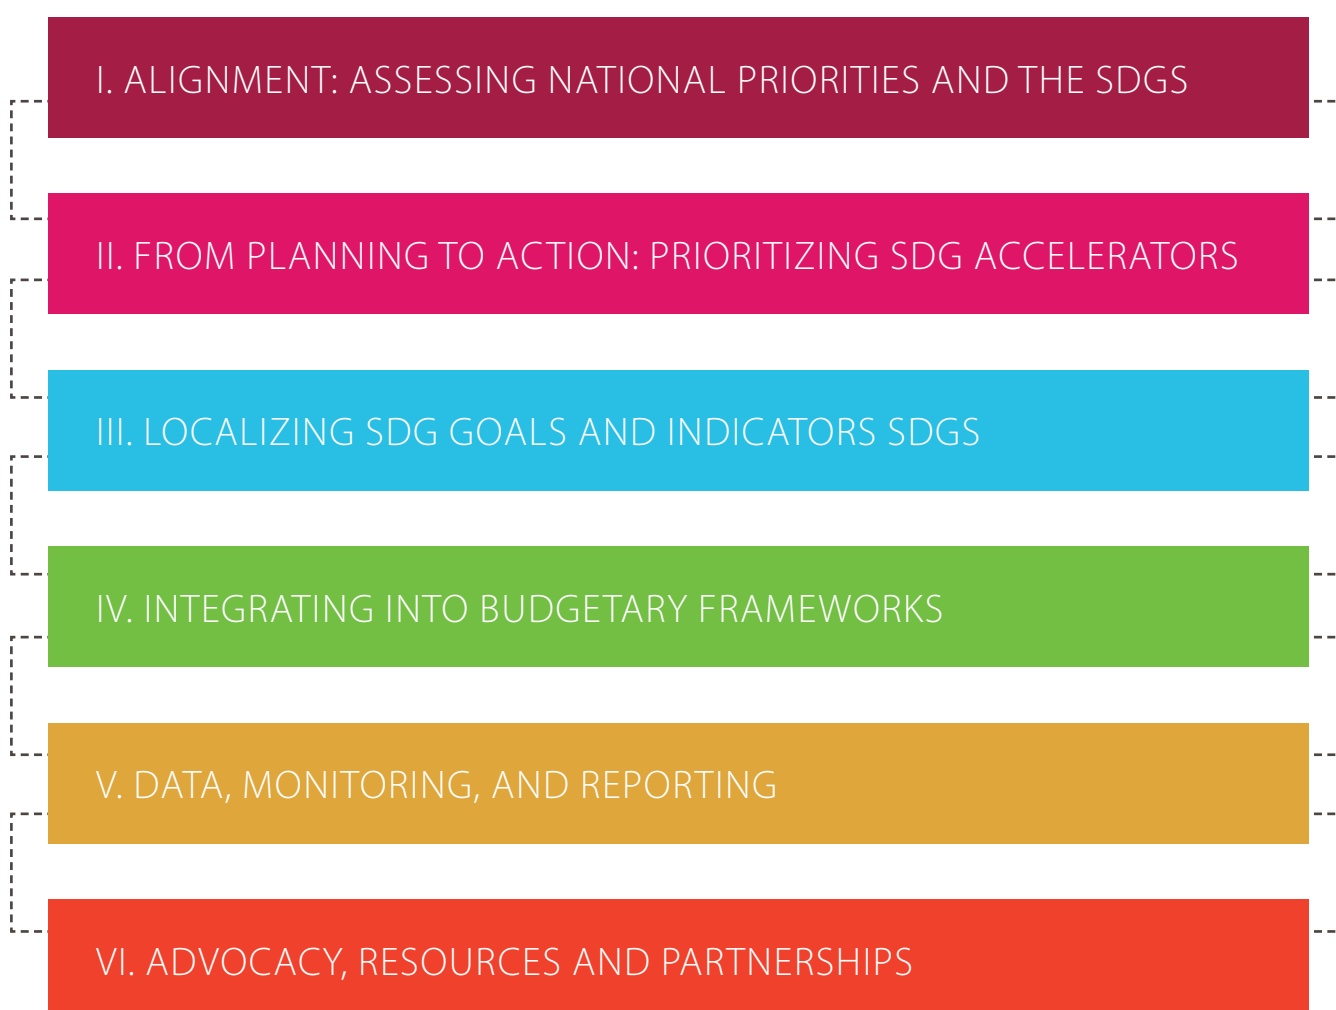 I. ALIGNMENT: ASSESSING NATIONAL PRIORITIES AND THE SDGS
II. FROM PLANNING TO ACTION: PRIORITIZING SDG ACCELERATORS
III. LOCALIZING SDG GOALS AND INDICATORS SDGS
IV. INTEGRATING INTO BUDGETARY FRAMEWORKS
V. DATA, MONITORING, AND REPORTING
VI. ADVOCACY, RESOURCES AND PARTNERSHIPS